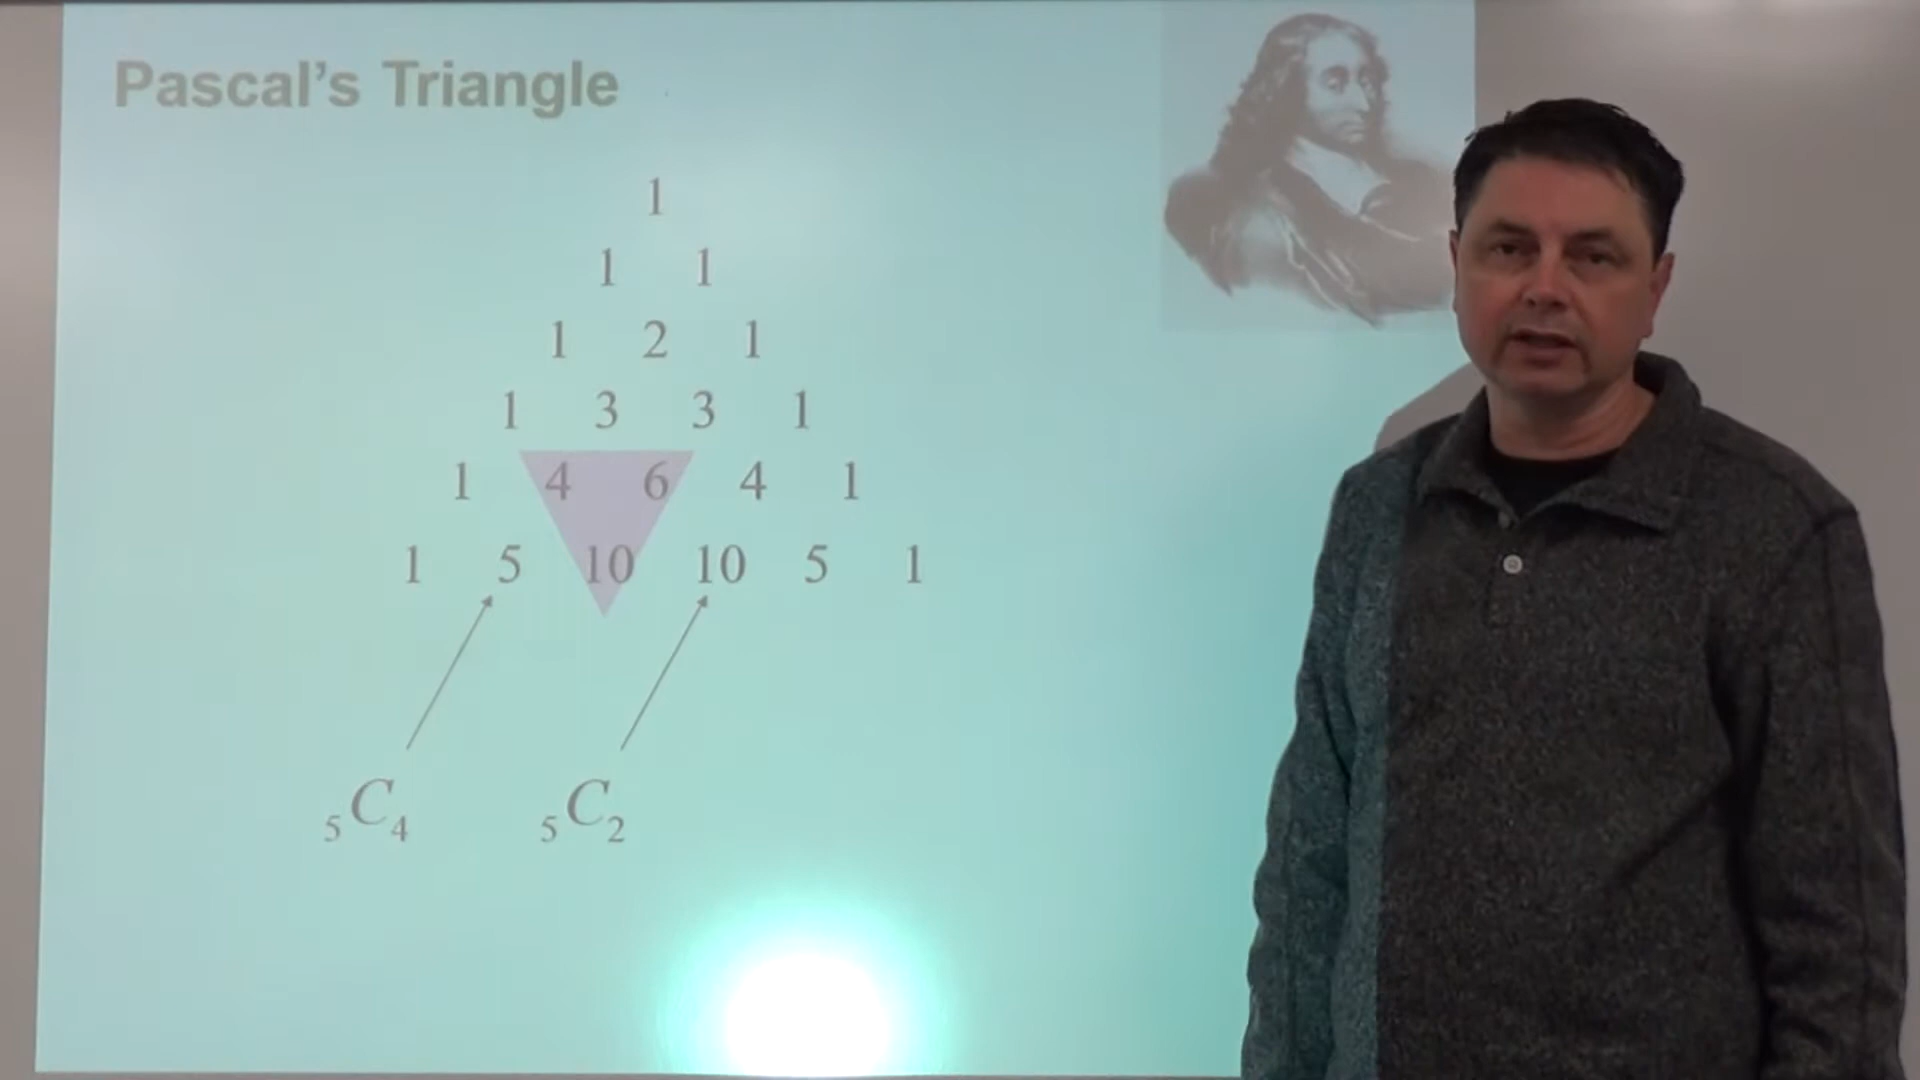 Pascal's Triangle
1
1 1
1 2 1
1 3 3 1
1 4 6 4 1
1 5 10 10 5 1
₅C₄ ₅C₂